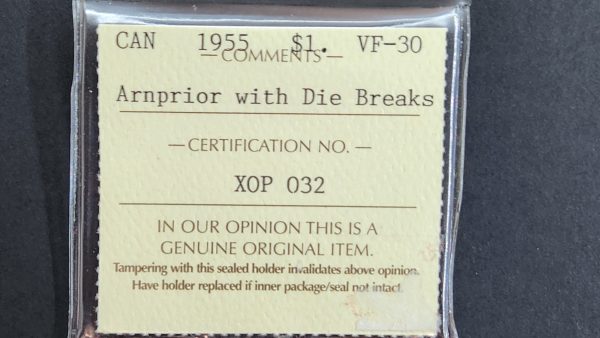 CAN 1955 $1. VF-30
— COMMENTS —
Arnprior with Die Breaks
— CERTIFICATION NO. —
XOP 032
IN OUR OPINION THIS IS A
GENUINE ORIGINAL ITEM.
Tampering with this sealed holder invalidates above opinion.
Have holder replaced if inner package/seal not intact.